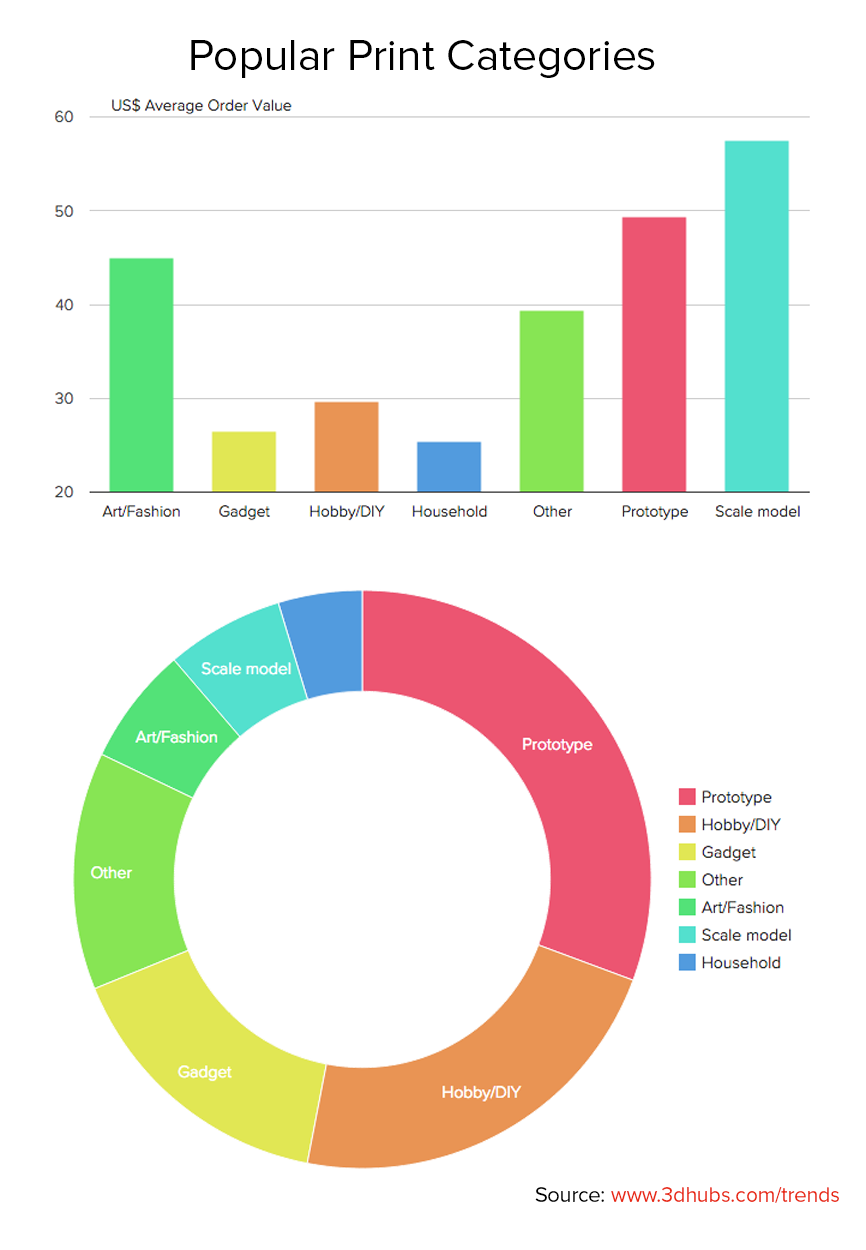 Popular Print Categories
US$ Average Order Value
60
50
40
30
20
Art/Fashion Gadget Hobby/DIY Household Other Prototype Scale model
Scale model
Art/Fashion
Prototype
Other
Gadget
Hobby/DIY
Prototype
Hobby/DIY
Gadget
Other
Art/Fashion
Scale model
Household
Source: www.3dhubs.com/trends